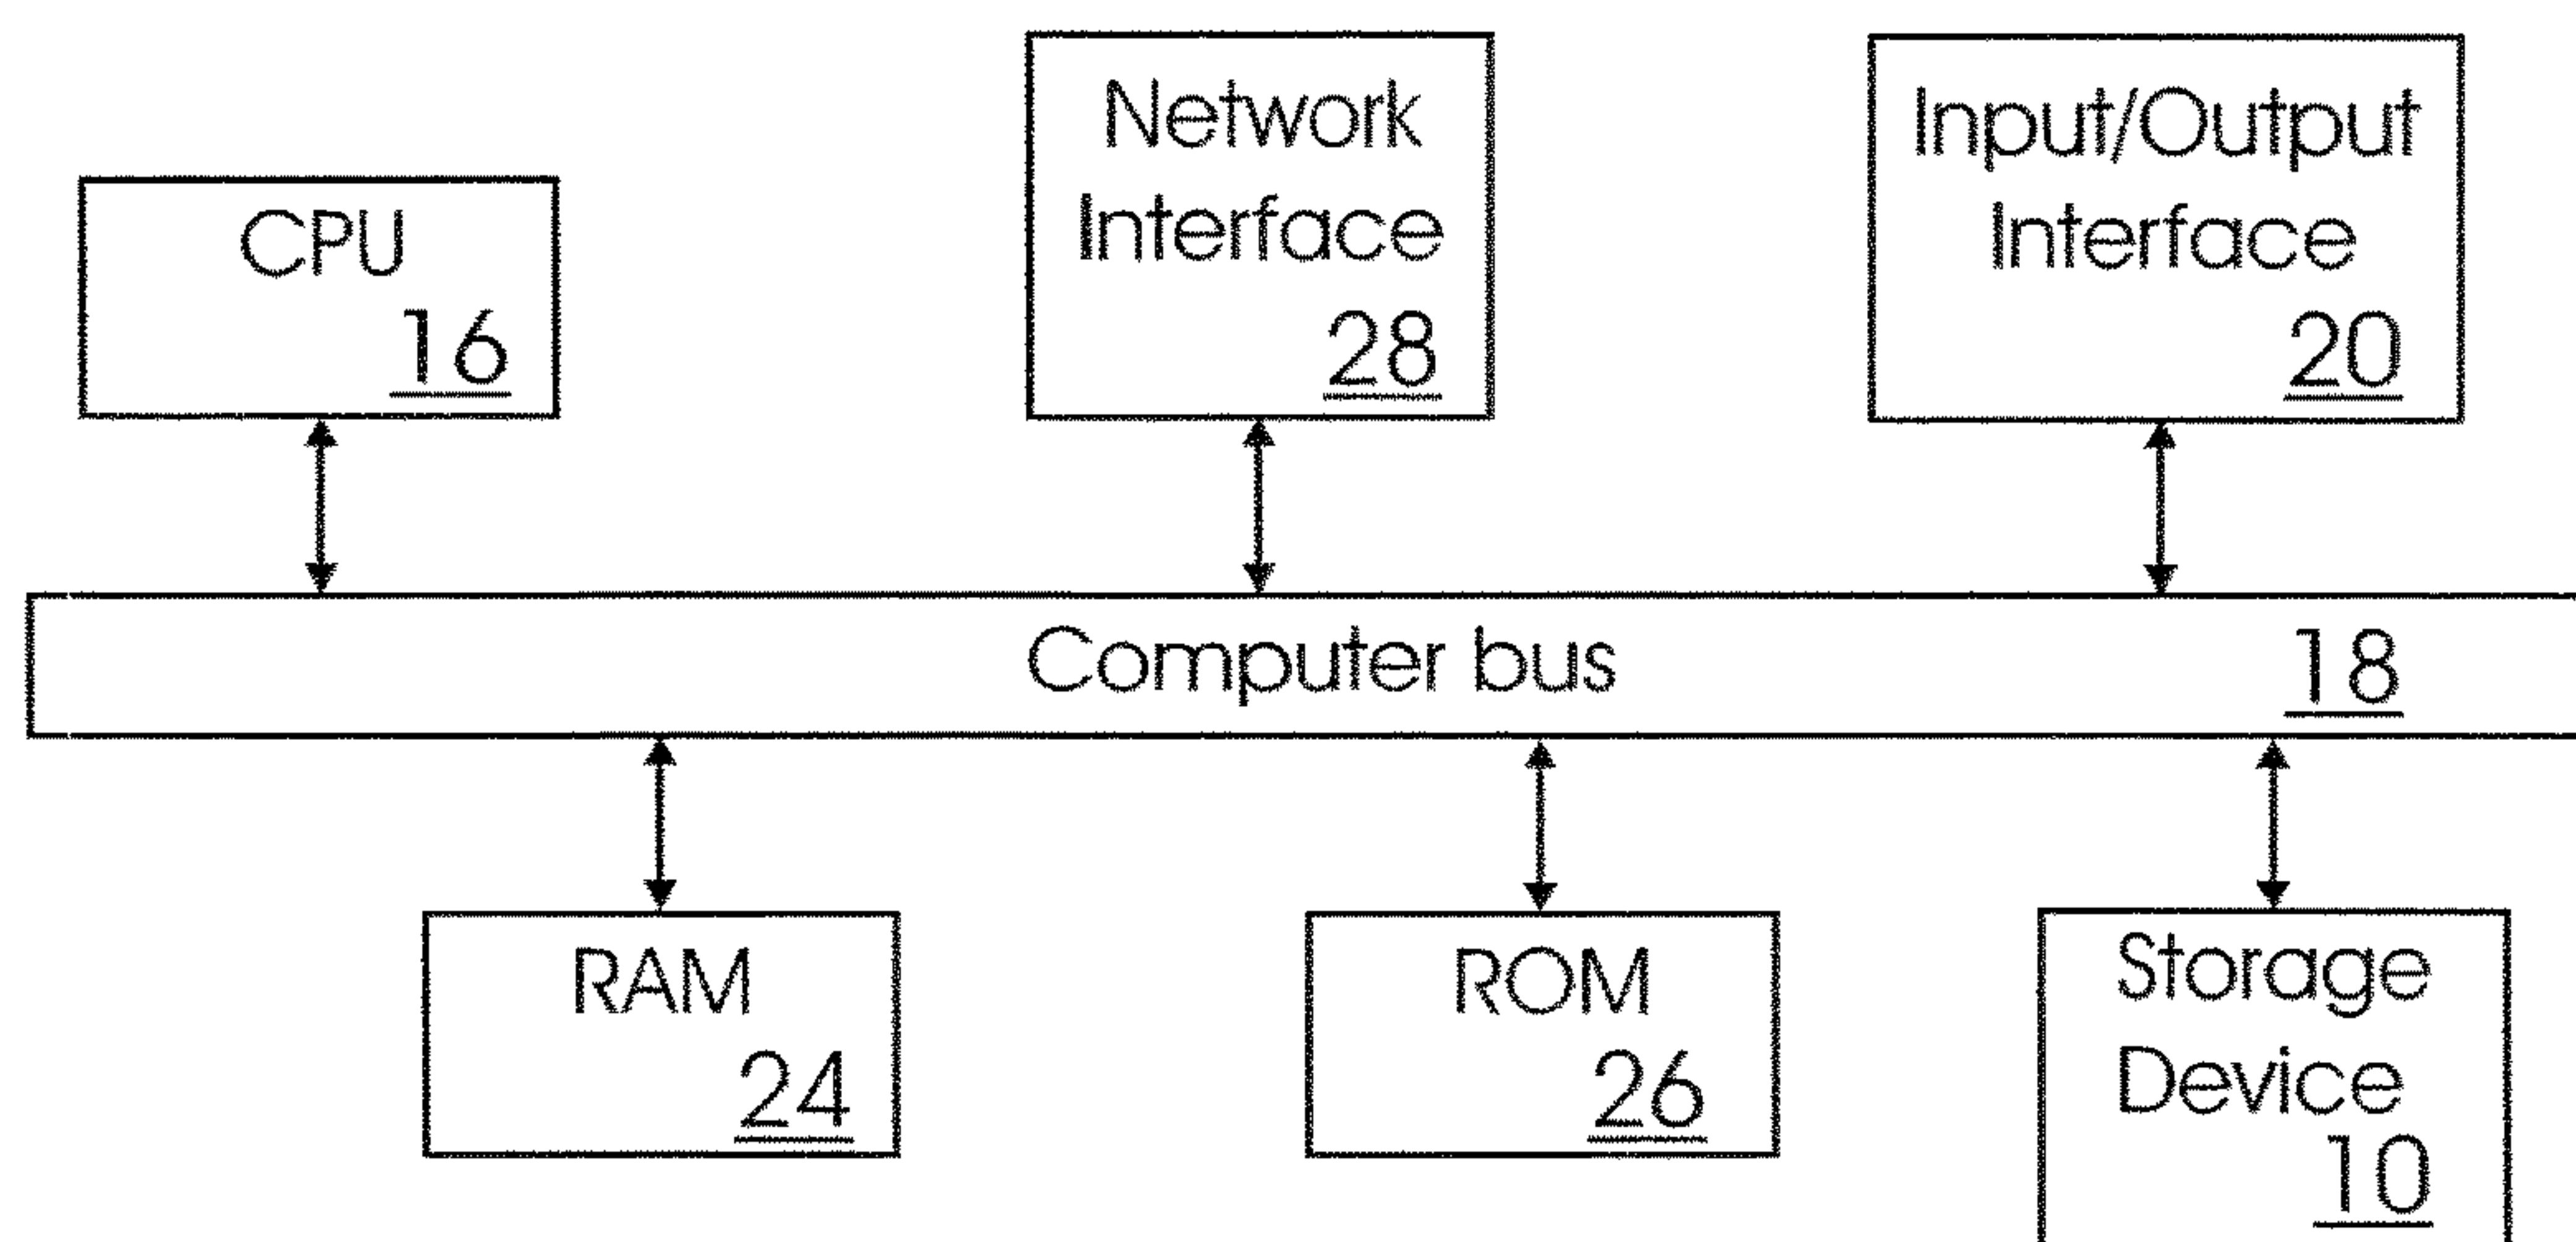 CPU
16
Network
Interface
28
Input/Output
Interface
20
Computer bus
18
RAM
24
ROM
26
Storage
Device
10